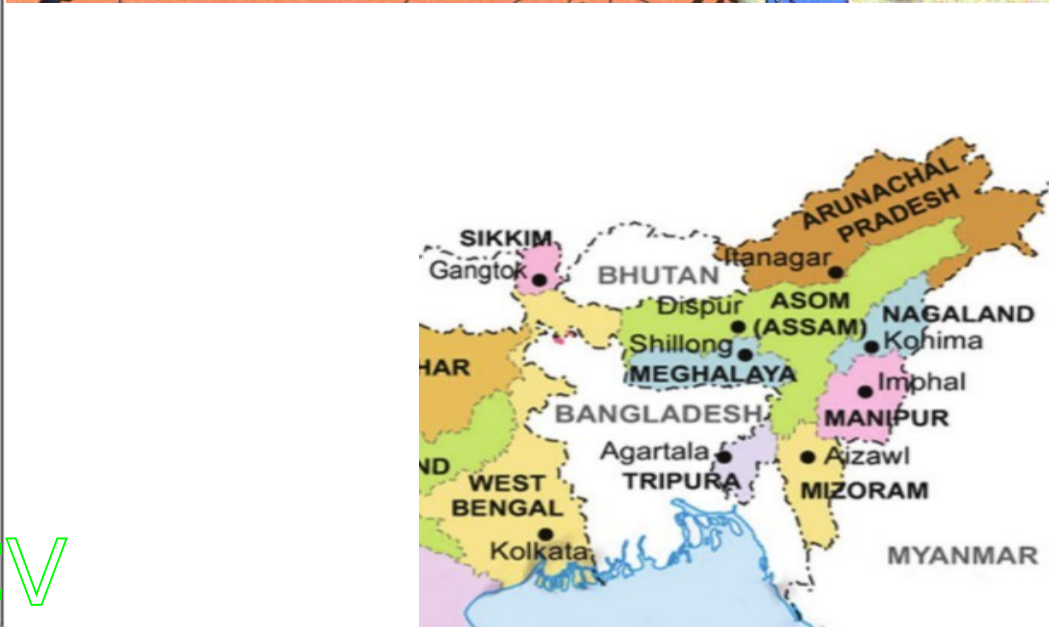 ARUNACHAL
PRADESH
SIKKIM
Gangtok
BHUTAN
Itanagar
Dispur
ASOM
(ASSAM)
NAGALAND
Shillong
Kohima
MEGHALAYA
HAR
Imphal
BANGLADESH
MANIPUR
Agartala
Aizawl
ND
TRIPURA
WEST
BENGAL
MIZORAM
Kolkata
MYANMAR
V